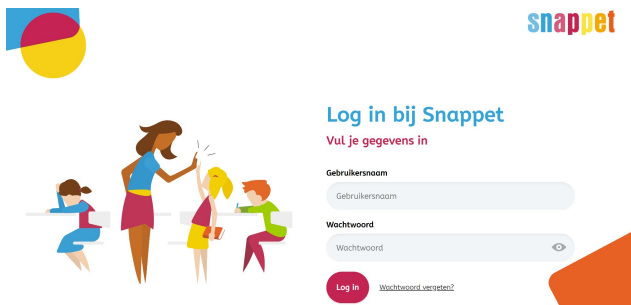 snappet
Log in bij Snappet
Vul je gegevens in
Gebruikersnaam
Gebruikersnaam
Wachtwoord
Wachtwoord
Log in Wachtwoord vergeten?